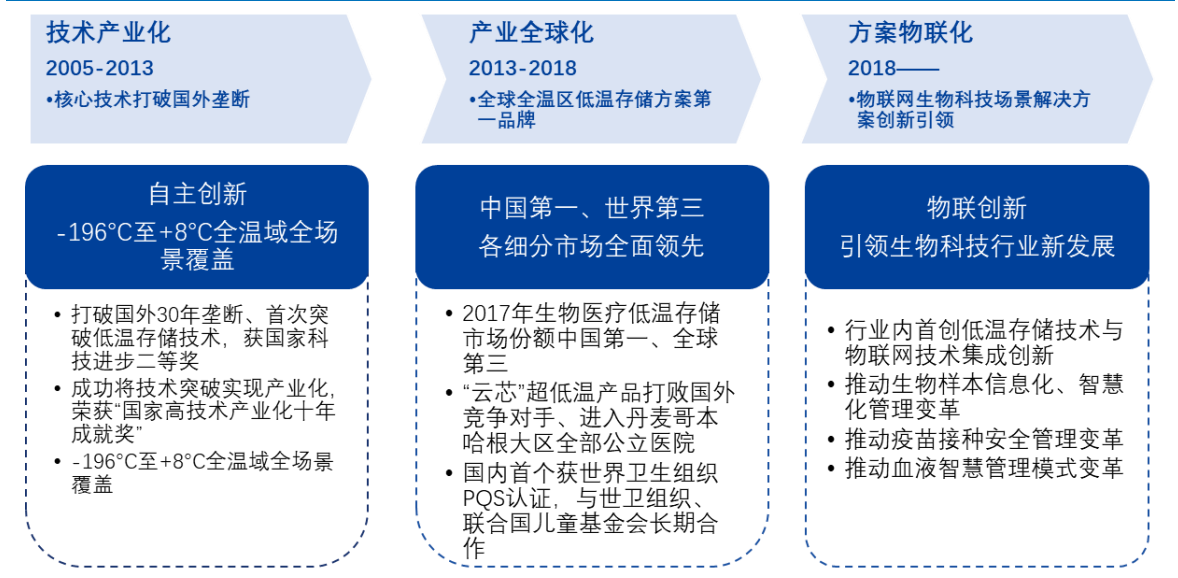 技术产业化
2005-2013
•核心技术打破国外垄断
产业全球化
2013-2018
•全球全温区低温存储方案第
一品牌
方案物联化
2018——
•物联网生物科技场景解决方
案创新引领
自主创新
-196°C至+8°C全温域全场
景覆盖
• 打破国外30年垄断、首次突
破低温存储技术，获国家科
技进步二等奖
• 成功将技术突破实现产业化,
荣获“国家高技术产业化十年
成就奖”
• -196°C至+8°C全温域全场景
覆盖
中国第一、世界第三
各细分市场全面领先
• 2017年生物医疗低温存储
市场份额中国第一、全球
第三
• “云芯”超低温产品打败国外
竞争对手、进入丹麦哥本
哈根大区全部公立医院
• 国内首个获世界卫生组织
PQS认证，与世卫组织、
联合国儿童基金会长期合
作
物联创新
引领生物科技行业新发展
• 行业内首创低温存储技术与
物联网技术集成创新
• 推动生物样本信息化、智慧
化管理变革
• 推动疫苗接种安全管理变革
• 推动血液智慧管理模式变革